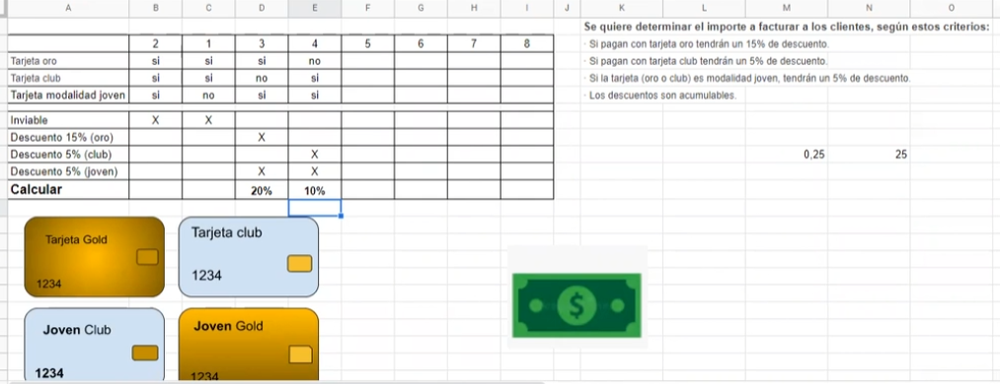 A B C D E F G H I J K L M N O
Se quiere determinar el importe a facturar a los clientes, según estos criterios:
2 1 3 4 5 6 7 8 · Si pagan con tarjeta oro tendrán un 15% de descuento.
Tarjeta oro si si si no · Si pagan con tarjeta club tendrán un 5% de descuento.
Tarjeta club si si no si · Si la tarjeta (oro o club) es modalidad joven, tendrán un 5% de descuento.
Tarjeta modalidad joven si no si si · Los descuentos son acumulables.
Inviable X X
Descuento 15% (oro) X
Descuento 5% (club) X 0,25 25
Descuento 5% (joven) X X
Calcular 20% 10%
Tarjeta Gold
1234
Tarjeta club
1234
$
Joven Club
1234
Joven Gold
1234